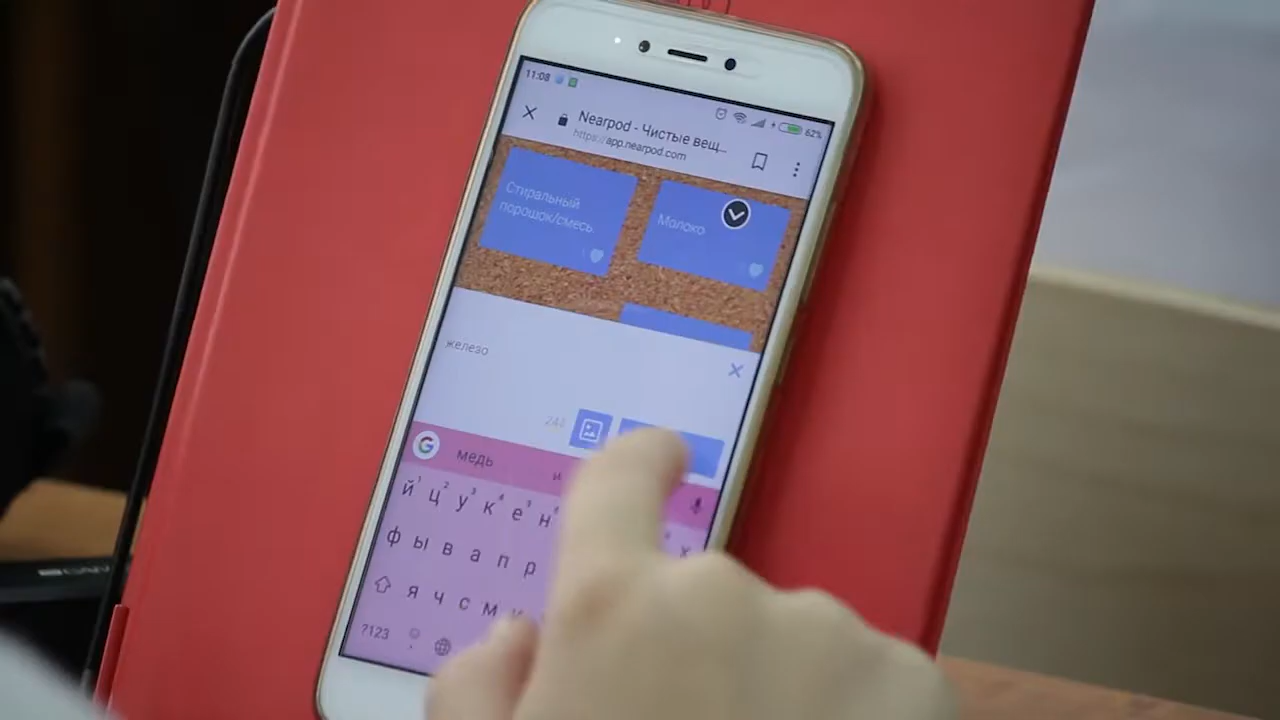 11:08
62%
Nearpod - Чистые вещ...
https://app.nearpod.com
Стиральный
порошок/смесь
Молоко
железо
244
медь
й ц у к е н
ф ы в а п р
я ч с м
?123